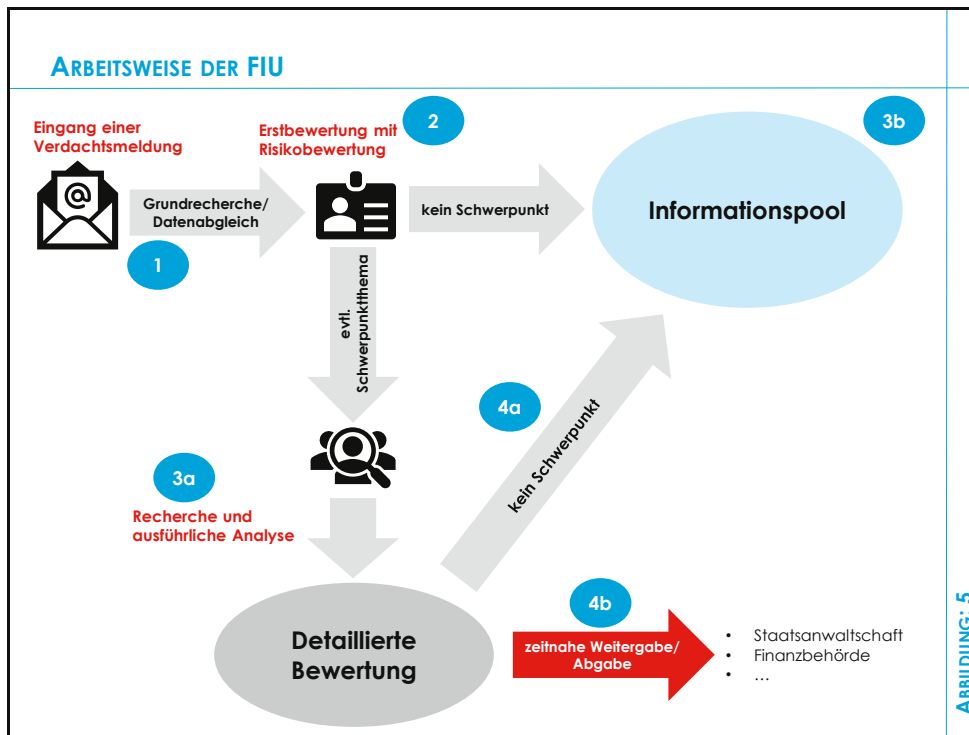 ARBEITSWEISE DER FIU
Eingang einer
Verdachtsmeldung
@
Grundrecherche/
Datenabgleich
1
Erstbewertung mit
Risikobewertung
2
kein Schwerpunkt
Informationspool
3b
evtl.
Schwerpunktthema
3a
Recherche und
ausführliche Analyse
4a
kein Schwerpunkt
Detaillierte
Bewertung
4b
zeitnahe Weitergabe/
Abgabe
• Staatsanwaltschaft
• Finanzbehörde
• ...
ABBILDUNG: 5